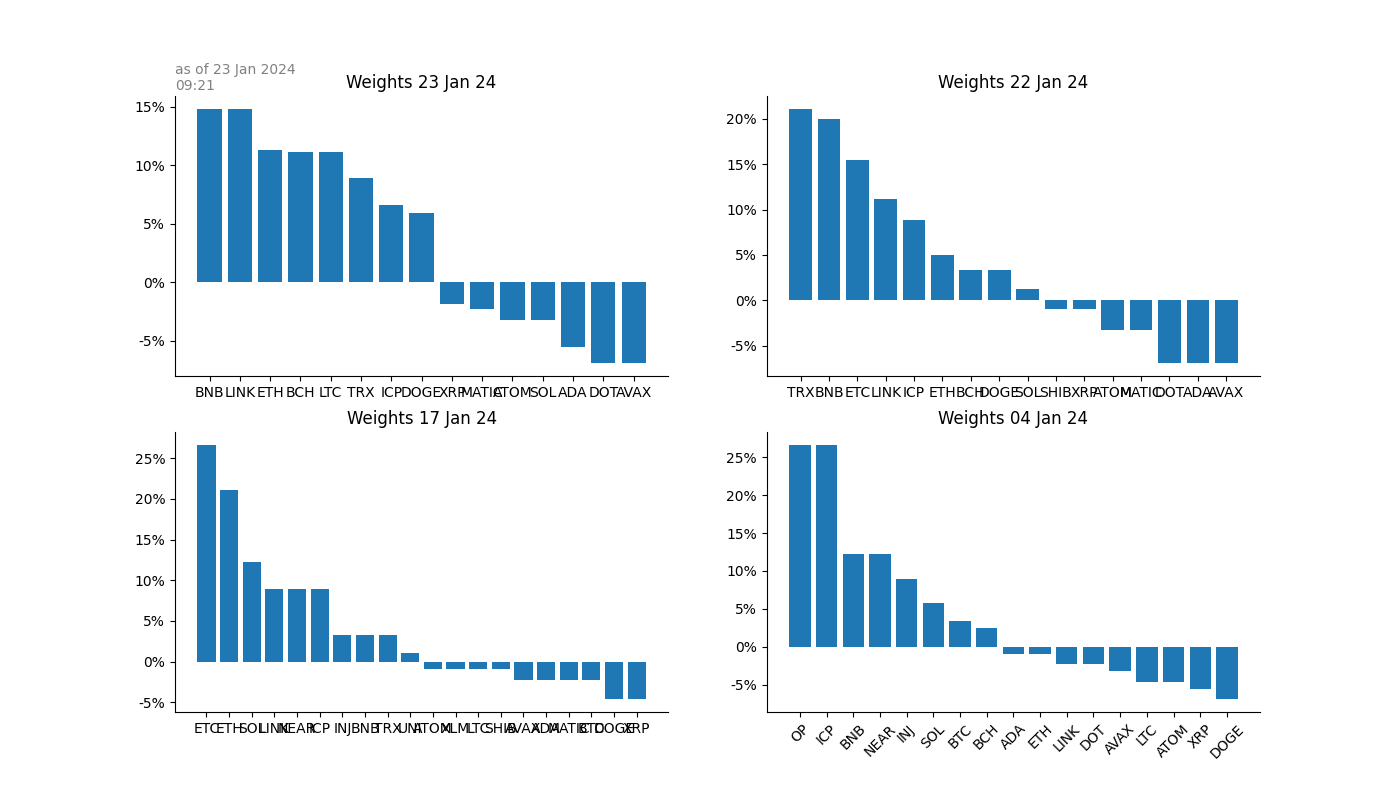 as of 23 Jan 2024
09:21
Weights 23 Jan 24
15%
10%
5%
0%
-5%
BNB LINK ETH BCH LTC TRX ICP DOGE XRP MATIC ATOM SOL ADA DOT AVAX
Weights 22 Jan 24
20%
15%
10%
5%
0%
-5%
TRX BNB ETC LINK ICP ETH BCH DOGE SOL SHIB XRP ATOM MATIC DOT ADA AVAX
Weights 17 Jan 24
25%
20%
15%
10%
5%
0%
-5%
ETC ETH SOL LINK NEAR ICP INJ BNB TRX UNI ATOM XLM LTC SHIB AVAX ADA MATIC BTC DOGE XRP
Weights 04 Jan 24
25%
20%
15%
10%
5%
0%
-5%
OP ICP BNB NEAR INJ SOL BTC BCH ADA ETH LINK DOT AVAX LTC ATOM XRP DOGE